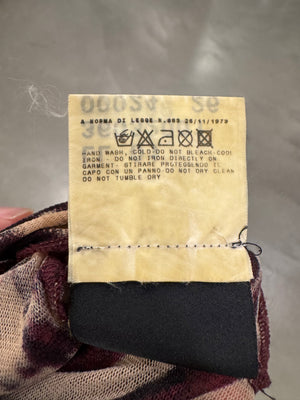 A NORMA DI LEGGE N.883 26/11/1973
HAND WASH, COLD-DO NOT BLEACH-COOL
IRON - DO NOT IRON DIRECTLY ON
GARMENT- STIRARE PROTEGGENDO IL
CAPO CON UN PANNO-DO NOT DRY CLEAN
DO NOT TUMBLE DRY